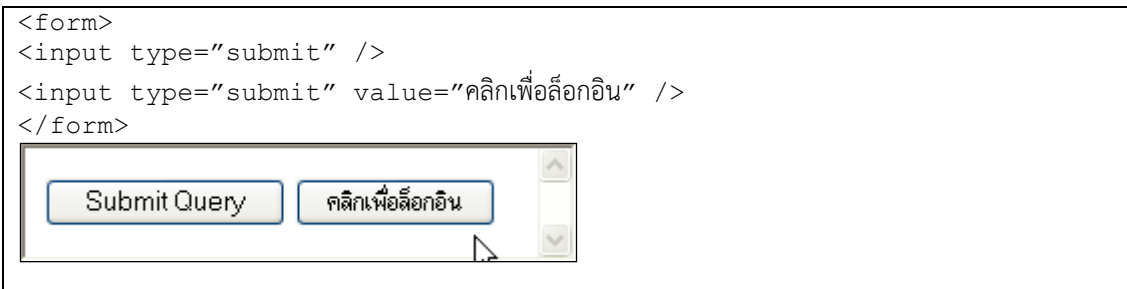 <form>
<input type=”submit” />
<input type=”submit” value=”คลิกเพื่อล็อกอิน” />
</form>
Submit Query คลิกเพื่อล็อกอิน